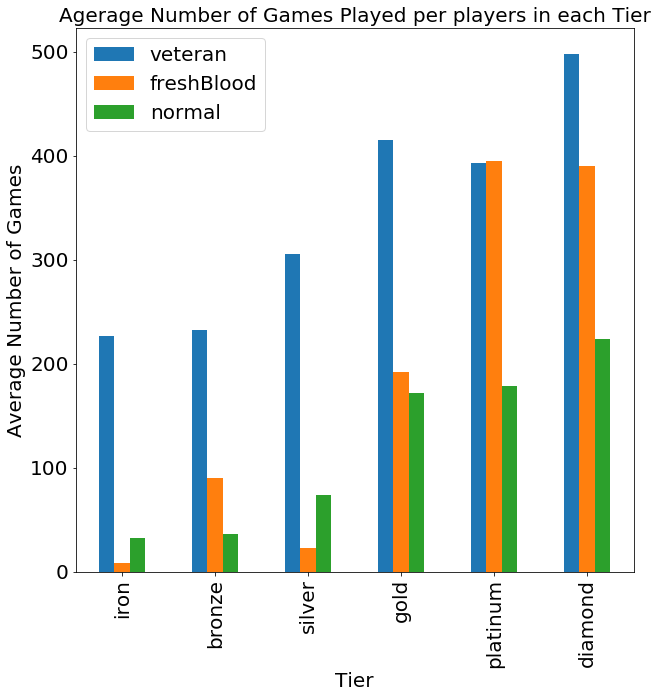 Agerage Number of Games Played per players in each Tier
veteran
freshBlood
normal
Average Number of Games
500
400
300
200
100
0
iron
bronze
silver
gold
platinum
diamond
Tier